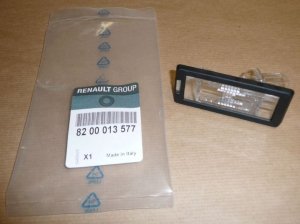 RENAULT GROUP
82 00 013 577
X1 Made in Italy